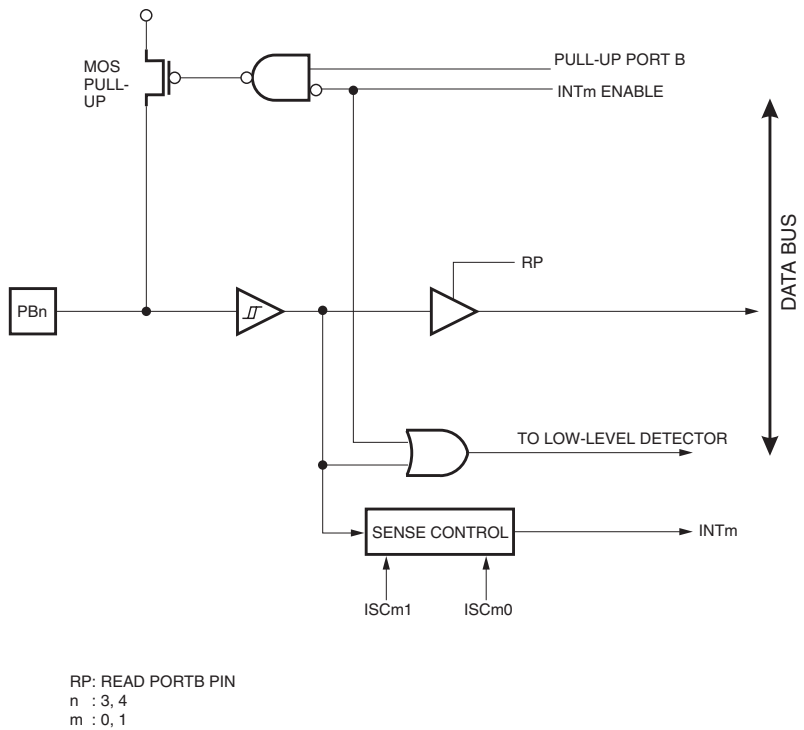 MOS
PULL-
UP
PULL-UP PORT B
INTm ENABLE
RP
DATA BUS
PBn
TO LOW-LEVEL DETECTOR
SENSE CONTROL
INTm
ISCm1
ISCm0
RP: READ PORTB PIN
n : 3, 4
m : 0, 1